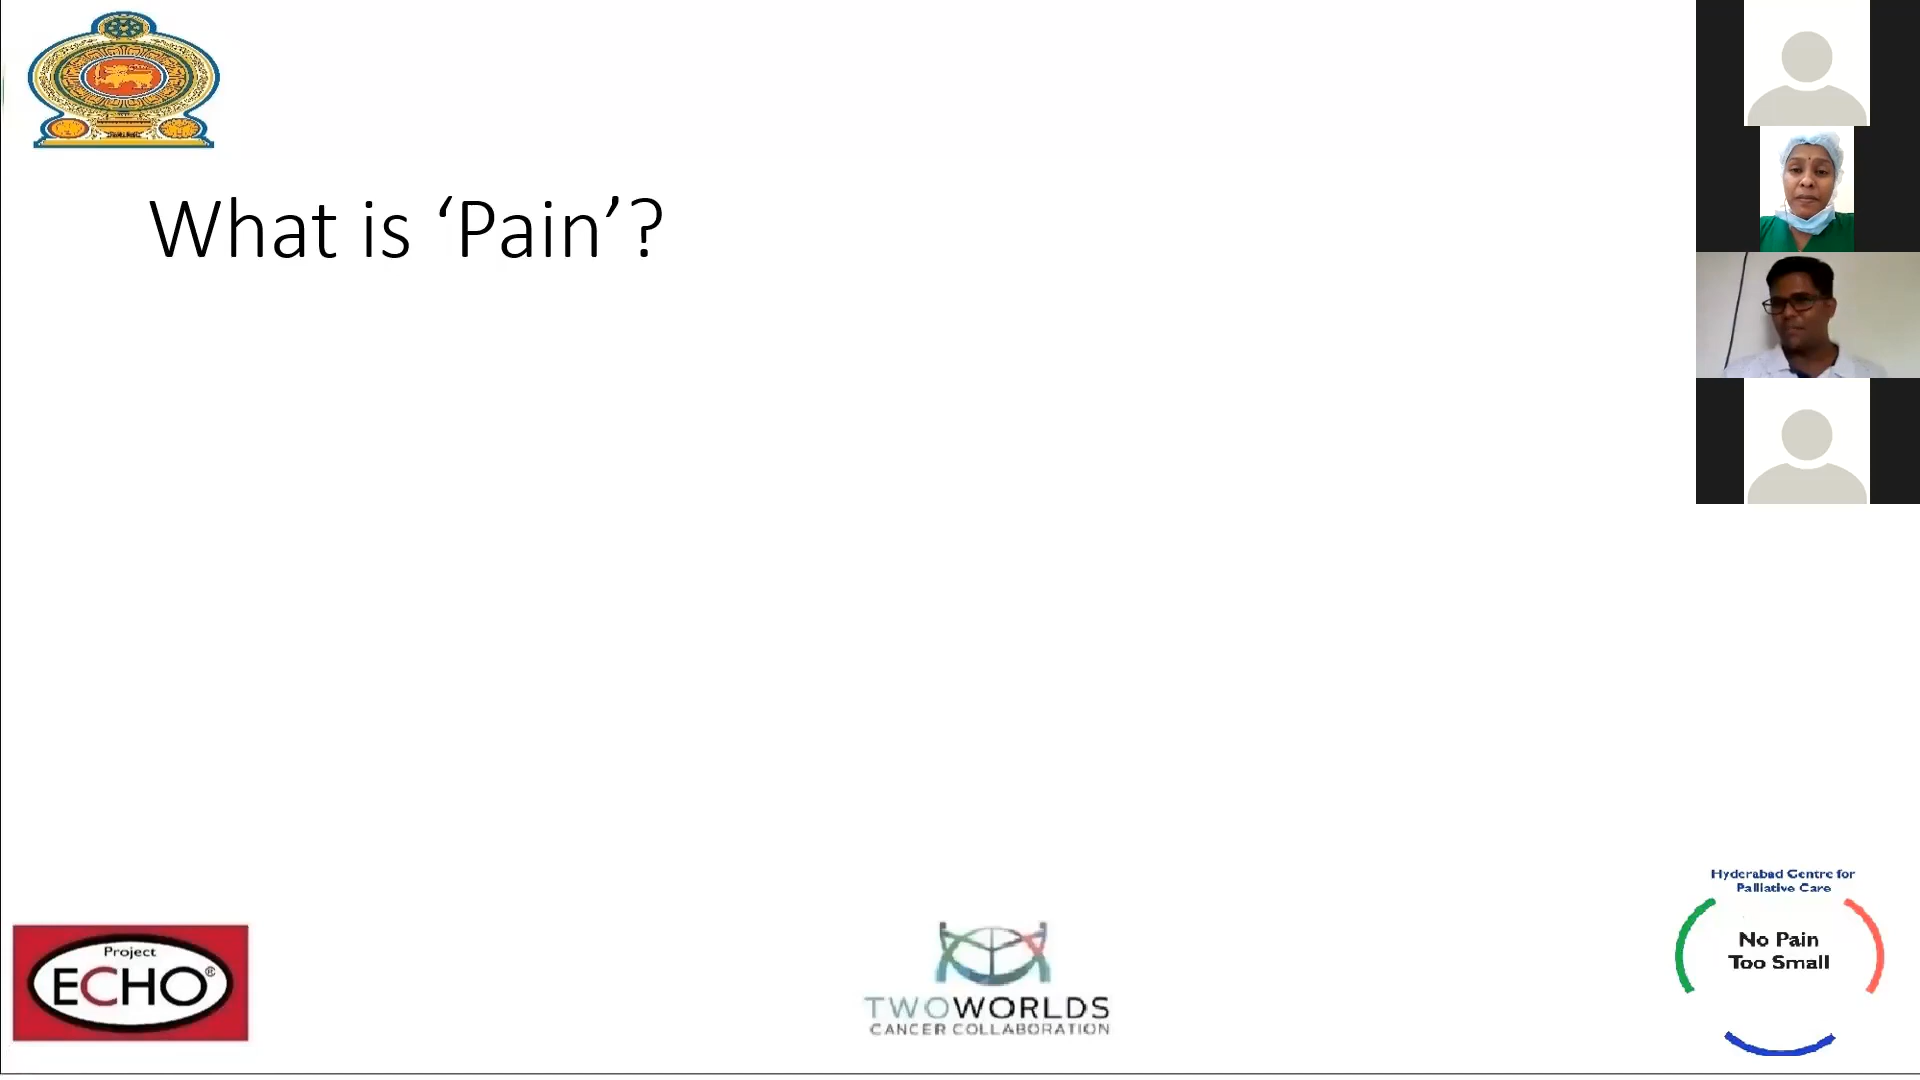 What is ‘Pain’?
Hyderabad Centre for
Palliative Care
No Pain
Too Small
Project
ECHO®
TWOWORLDS
CANCER COLLABORATION